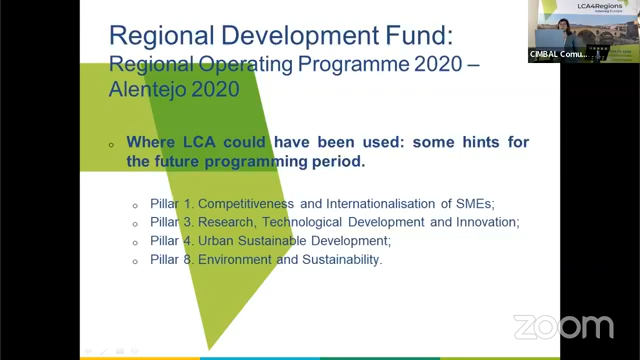 LCA4Regions
CIMBAL Comu...
Regional Development Fund:
Regional Operating Programme 2020 –
Alentejo 2020
Where LCA could have been used: some hints for
the future programming period.
Pillar 1. Competitiveness and Internationalisation of SMEs;
Pillar 3. Research, Technological Development and Innovation;
Pillar 4. Urban Sustainable Development;
Pillar 8. Environment and Sustainability.
zoom